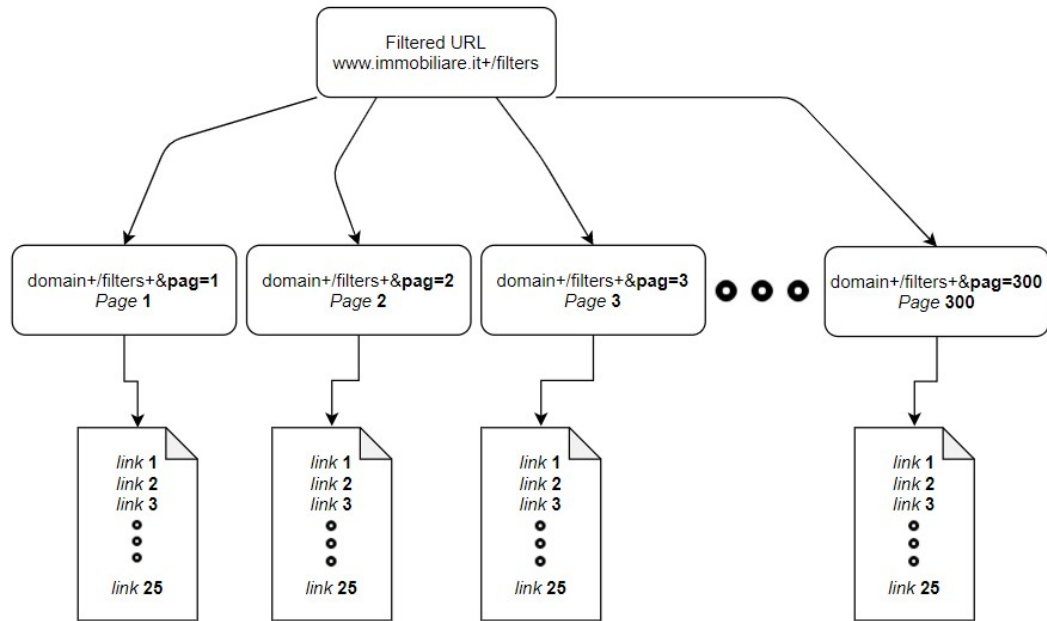 Filtered URL
www.immobiliare.it+/filters
domain+/filters+&pag=1
Page 1
domain+/filters+&pag=2
Page 2
domain+/filters+&pag=3
Page 3
domain+/filters+&pag=300
Page 300
link 1
link 2
link 3
link 25
link 1
link 2
link 3
link 25
link 1
link 2
link 3
link 25
link 1
link 2
link 3
link 25